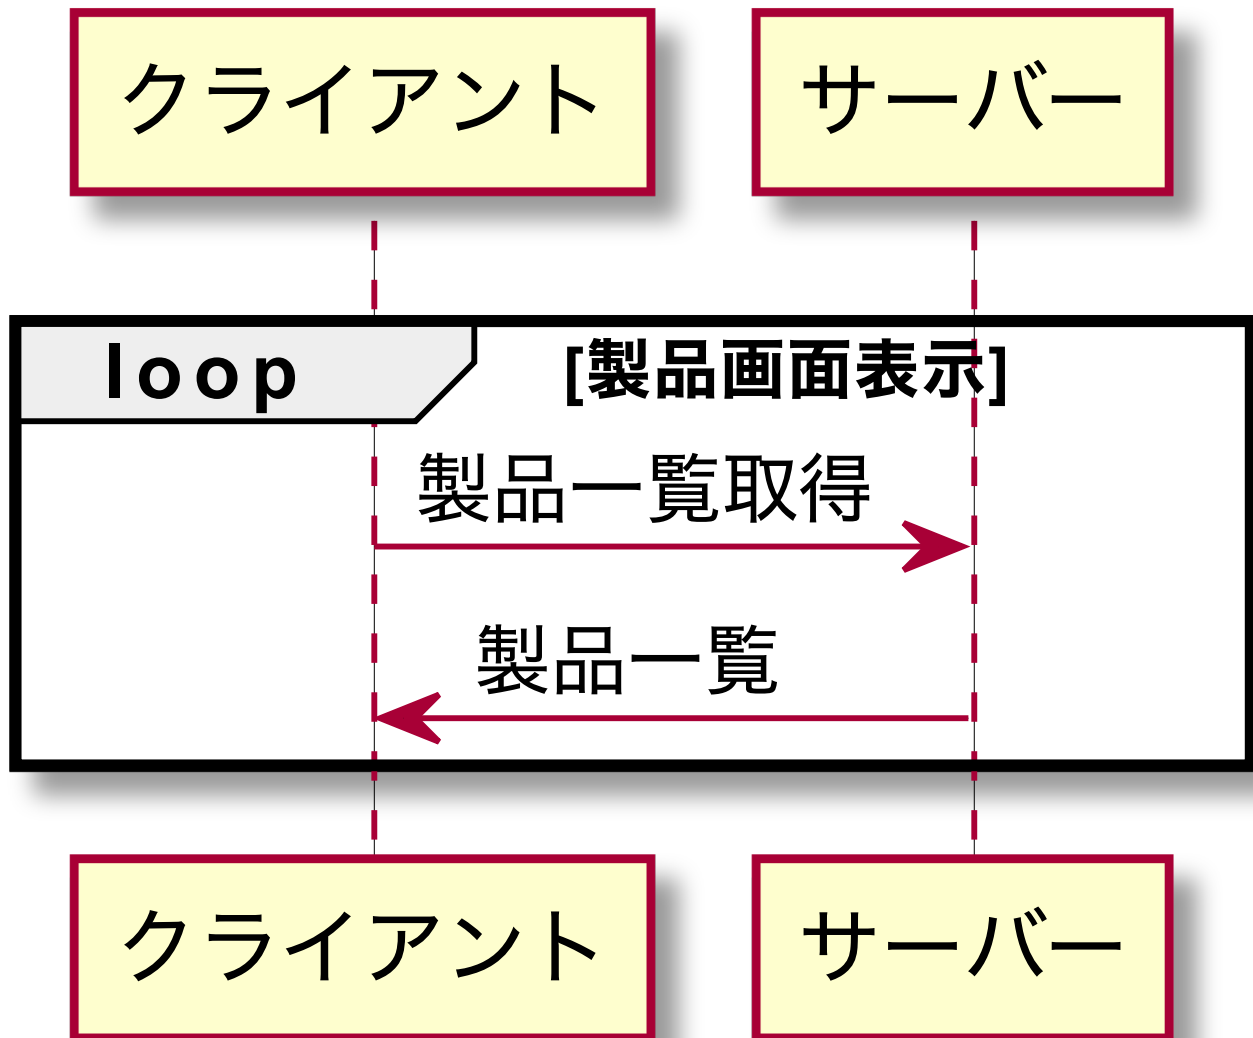 クライアント
サーバー
loop
[製品画面表示]
製品一覧取得
製品一覧
クライアント
サーバー